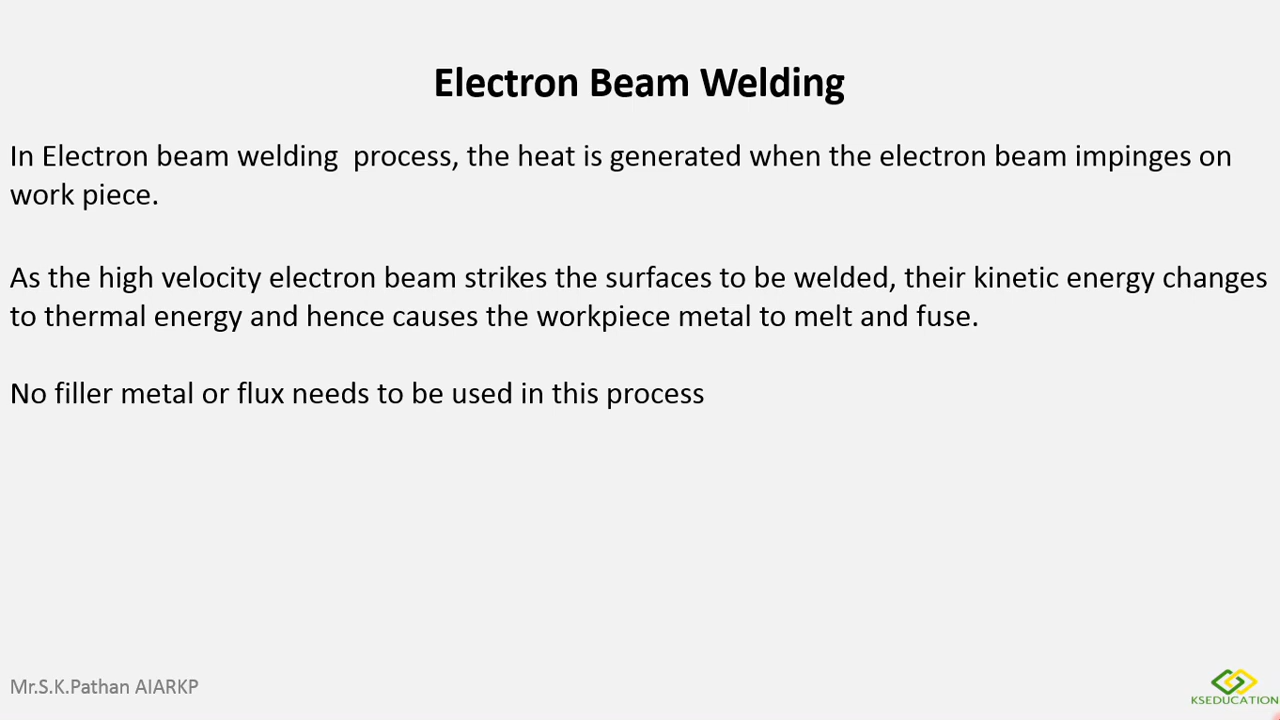 Electron Beam Welding
In Electron beam welding  process, the heat is generated when the electron beam impinges on
work piece.
As the high velocity electron beam strikes the surfaces to be welded, their kinetic energy changes
to thermal energy and hence causes the workpiece metal to melt and fuse.
No filler metal or flux needs to be used in this process
Mr.S.K.Pathan AIARKP
KSEDUCATION